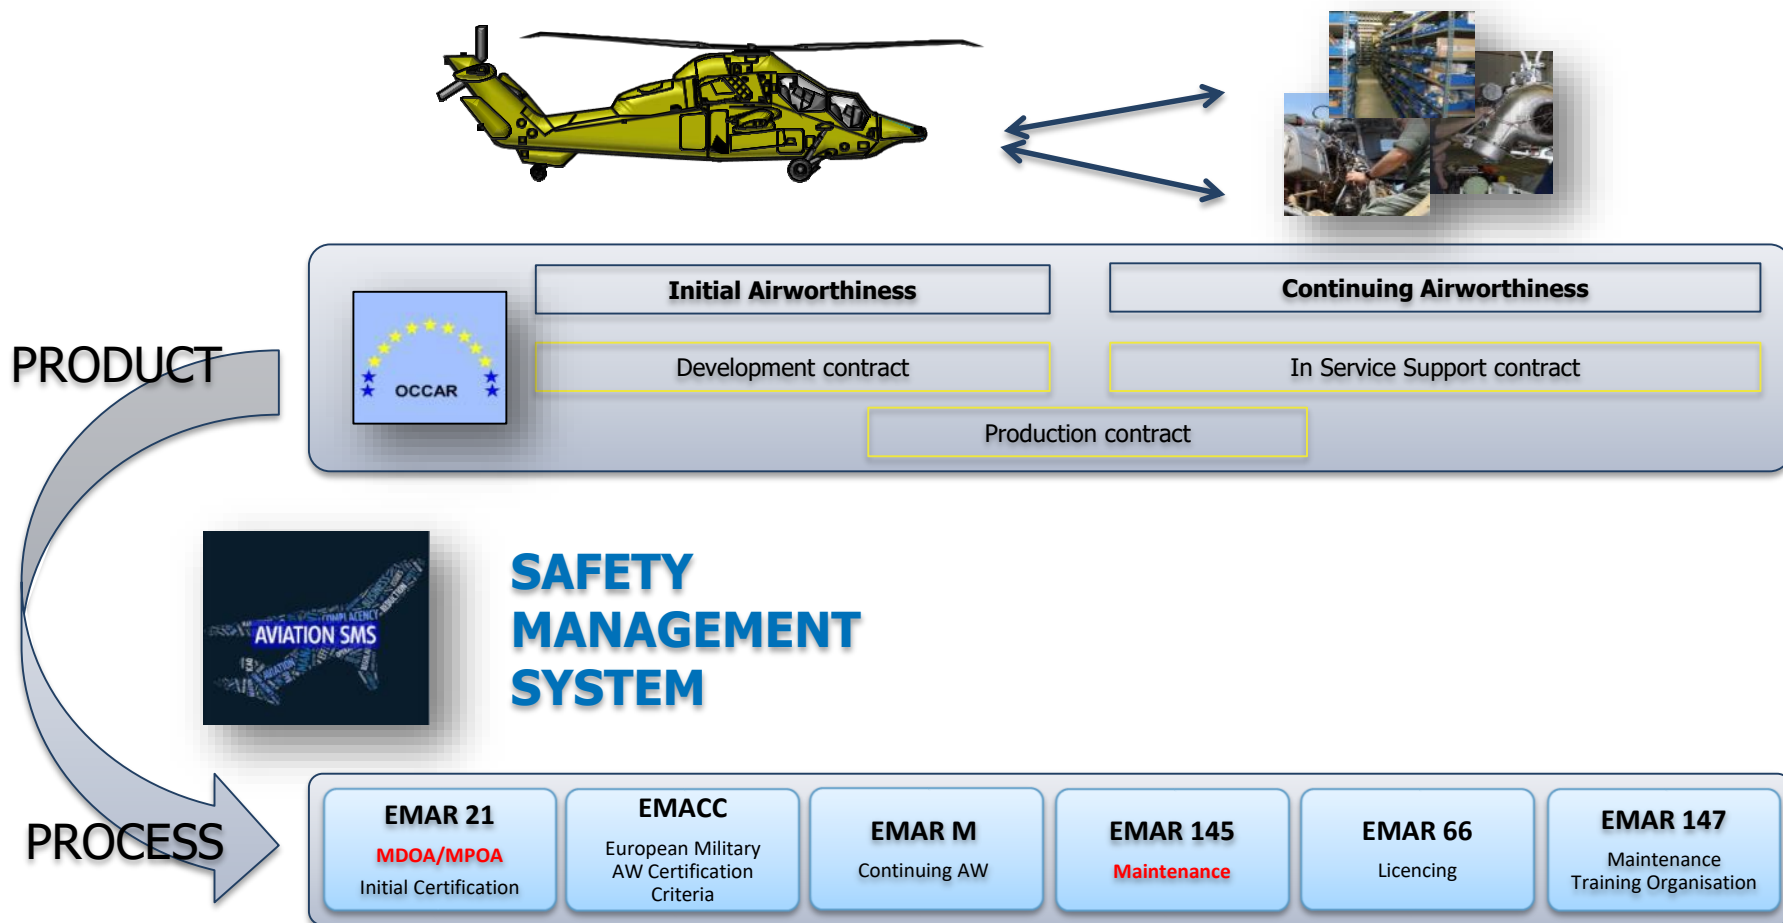 Initial Airworthiness
Continuing Airworthiness
PRODUCT
OCCAR
Development contract
In Service Support contract
Production contract
AVIATION SMS
COMPLACENCY
AVIATION
SAFETY
MANAGEMENT
SYSTEM
PROCESS
EMAR 21
MDOA/MPOA
Initial Certification
EMACC
European Military
AW Certification
Criteria
EMAR M
Continuing AW
EMAR 145
Maintenance
EMAR 66
Licencing
EMAR 147
Maintenance
Training Organisation